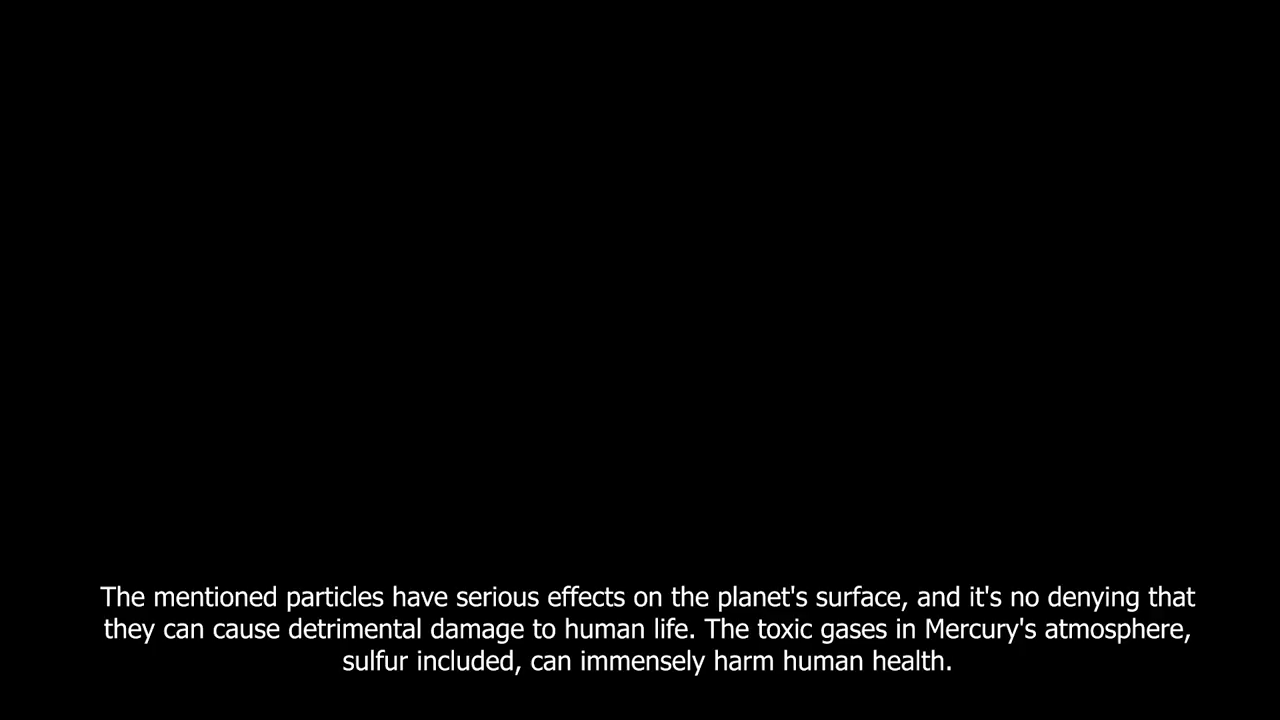 The mentioned particles have serious effects on the planet's surface, and it's no denying that
they can cause detrimental damage to human life. The toxic gases in Mercury's atmosphere,
sulfur included, can immensely harm human health.